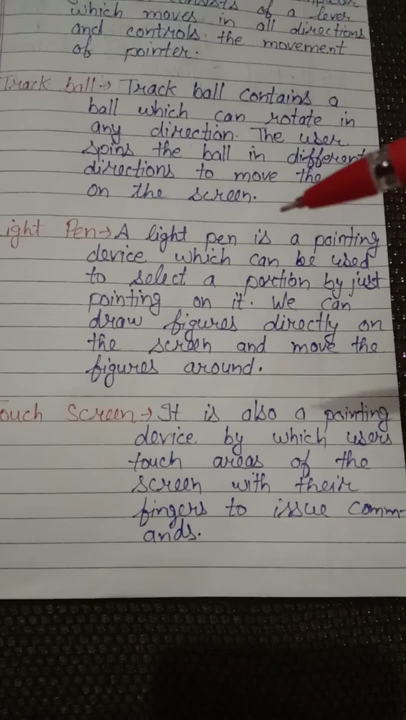 of a lever
which moves in all directions
and controls the movement
of pointer.
Track ball → Track ball contains a
ball which can rotate in
any direction. The user
spins the ball in different
directions to move the
on the screen.
ight Pen → A light pen is a pointing
device which can be used
to select a portion by just
pointing on it. We can
draw figures directly on
the screen and move the
figures around.
ouch Screen → It is also a pointing
device by which users
touch areas of the
screen with their
fingers to issue comm-
ands.